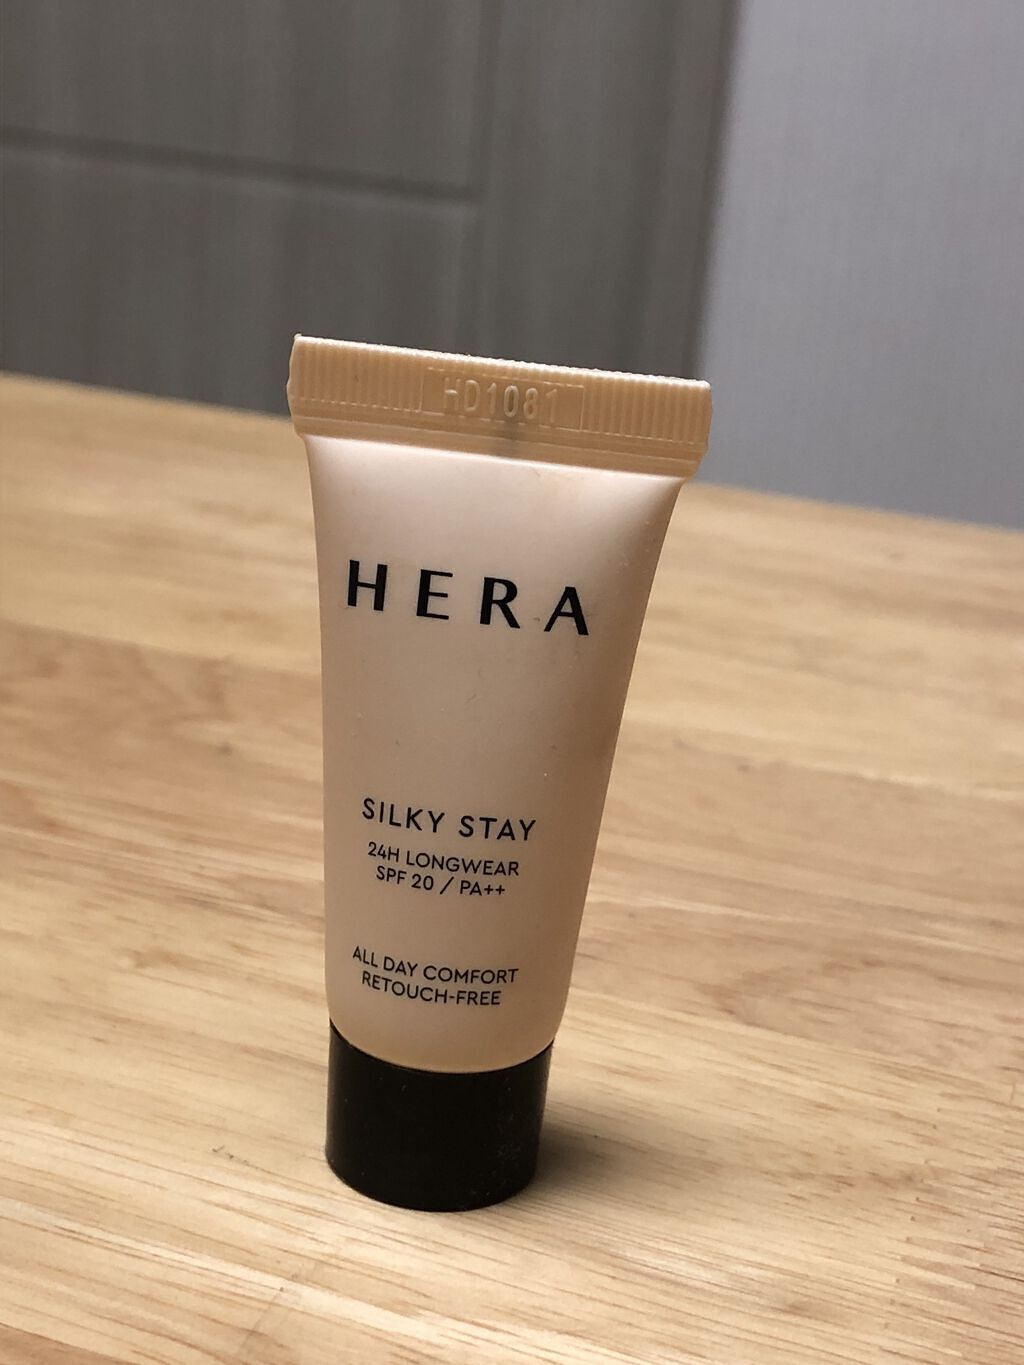 HD1081
HERA
SILKY STAY
24H LONGWEAR
SPF 20 / PA++
ALL DAY COMFORT
RETOUCH-FREE